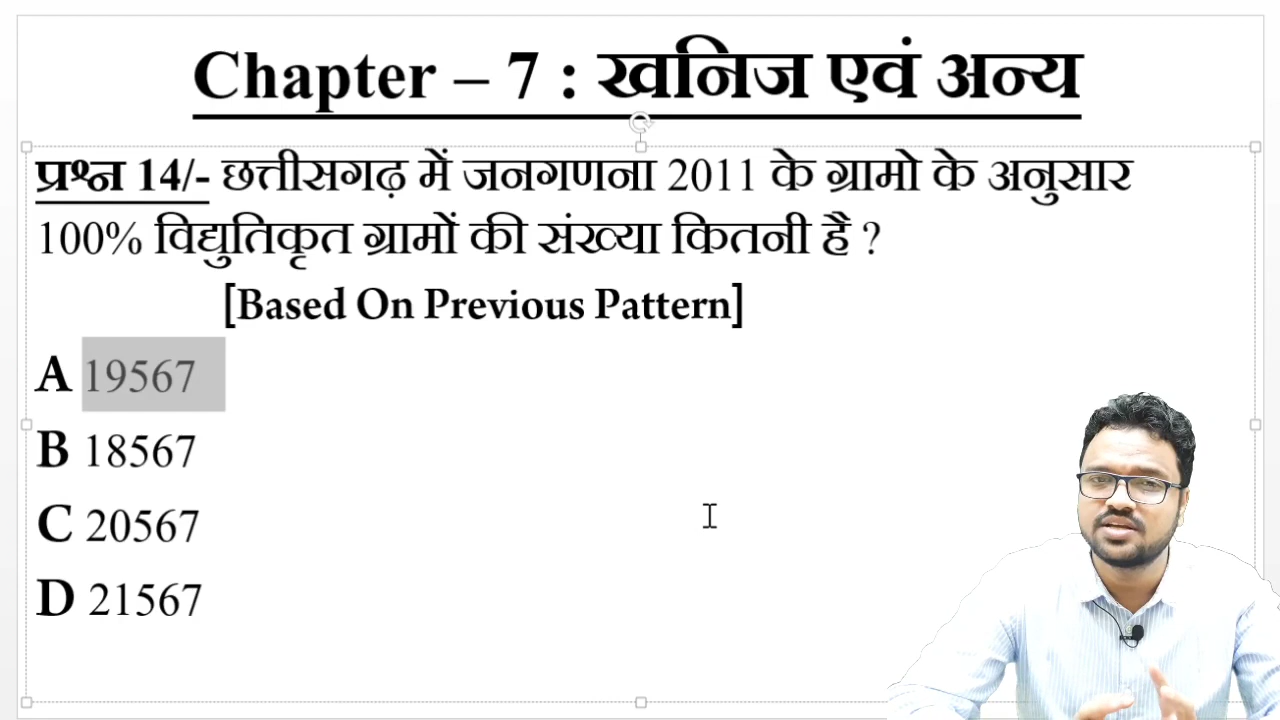 Chapter – 7 : खनिज एवं अन्य
प्रश्न 14/- छत्तीसगढ़ में जनगणना 2011 के ग्रामो के अनुसार
100% विद्युतिकृत ग्रामों की संख्या कितनी है ?
[Based On Previous Pattern]
A 19567
B 18567
C 20567
D 21567